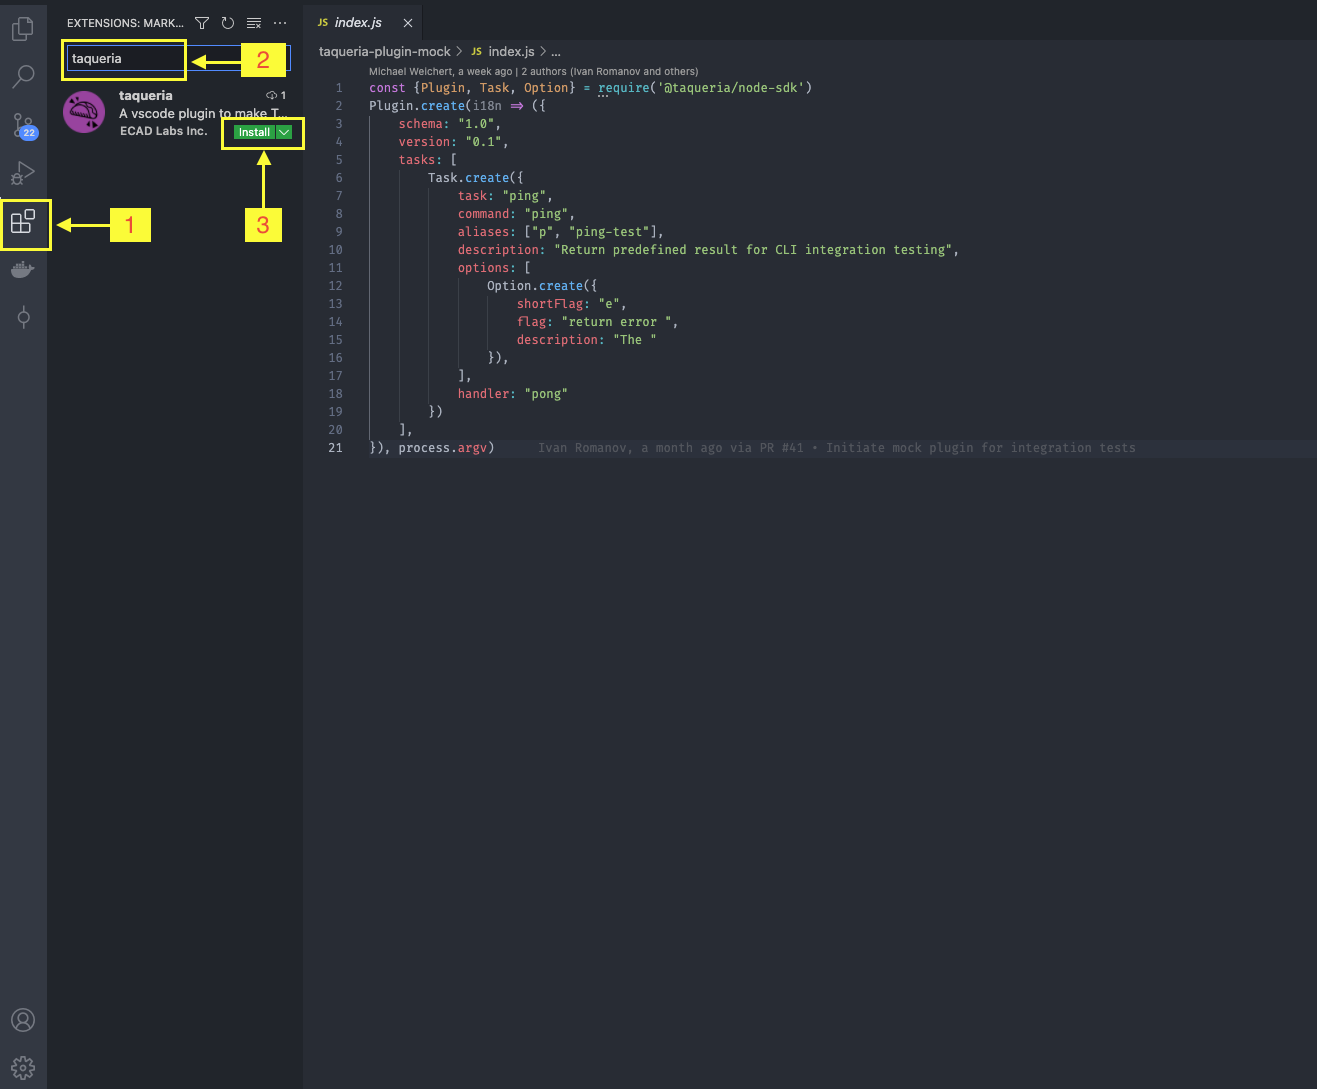 EXTENSIONS: MARK...
taqueria
2
taqueria
1
A vscode plugin to make T...
ECAD Labs Inc.
Install
22
1
3
JS index.js
taqueria-plugin-mock > JS index.js > ...
Michael Weichert, a week ago | 2 authors (Ivan Romanov and others)
1 const {Plugin, Task, Option} = require('@taqueria/node-sdk')
2 Plugin.create(i18n => ({
3 schema: "1.0",
4 version: "0.1",
5 tasks: [
6 Task.create({
7 task: "ping",
8 command: "ping",
9 aliases: ["p", "ping-test"],
10 description: "Return predefined result for CLI integration testing",
11 options: [
12 Option.create({
13 shortFlag: "e",
14 flag: "return error ",
15 description: "The "
16 }),
17 ],
18 handler: "pong"
19 })
20 ],
21 }), process.argv) Ivan Romanov, a month ago via PR #41 • Initiate mock plugin for integration tests